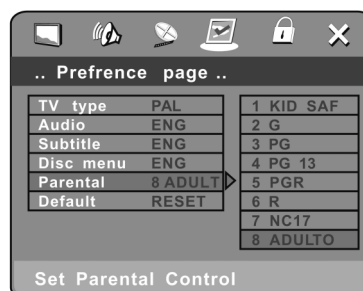 .. Prefrence page ..
TV type PAL
Audio ENG
Subtitle ENG
Disc menu ENG
Parental 8 ADULT
Default RESET
1 KID SAF
2 G
3 PG
4 PG 13
5 PGR
6 R
7 NC17
8 ADULTO
Set Parental Control